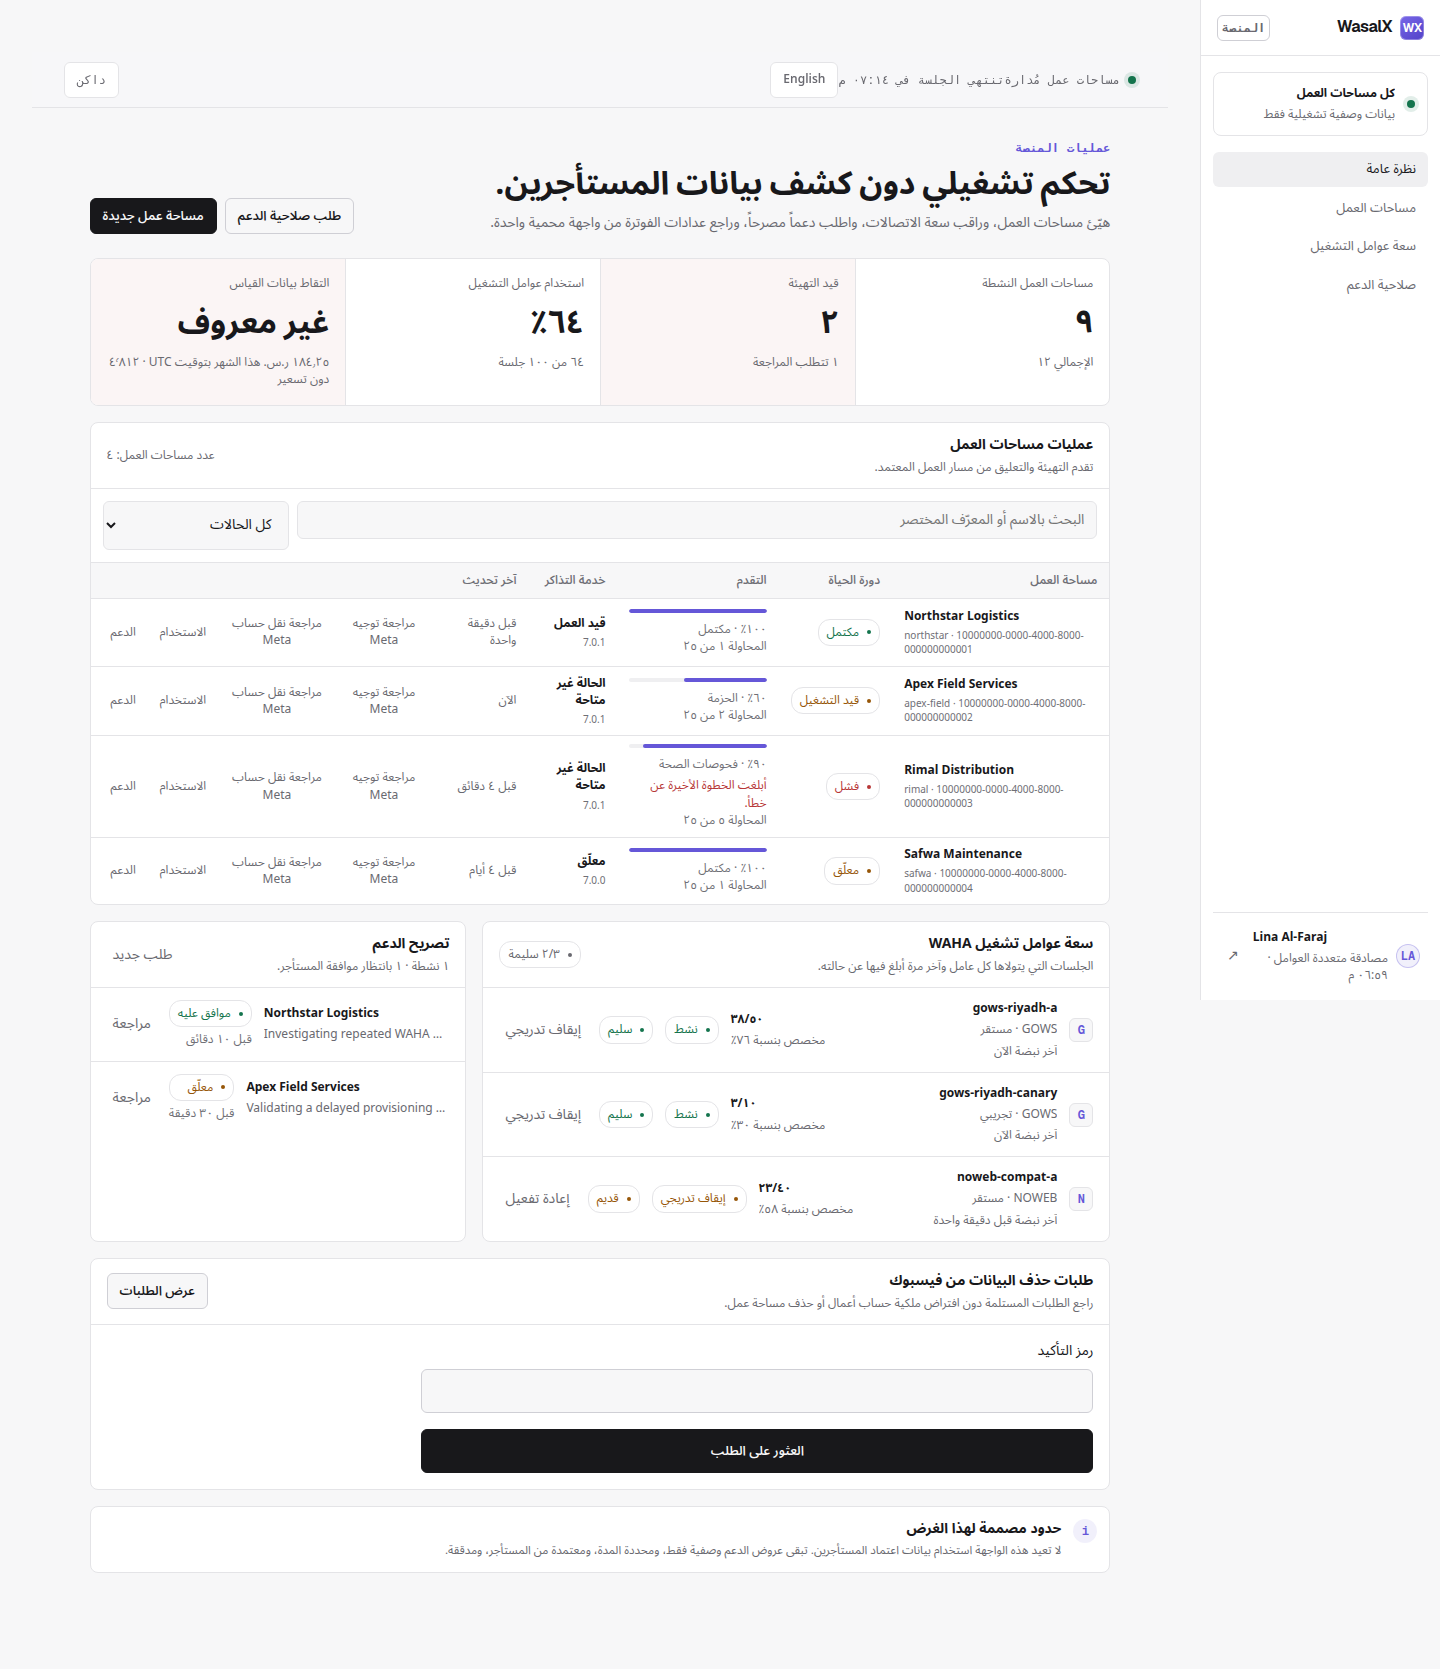 WX WasalX المنصة
كل مساحات العمل
بيانات وصفية تشغيلية فقط
نظرة عامة
مساحات العمل
سعة عوامل التشغيل
صلاحية الدعم
LA Lina Al-Faraj
مصادقة متعددة العوامل · ٠٦:٥٩ م
↗
مساحات عمل مُدارة تنتهي الجلسة في ٠٧:١٤ م English داكن
عمليات المنصة
تحكم تشغيلي دون كشف بيانات المستأجرين.
هيّئ مساحات العمل، وراقب سعة الاتصالات، واطلب دعماً مصرحاً، وراجع عدادات الفوترة من واجهة محمية واحدة.
طلب صلاحية الدعم مساحة عمل جديدة
مساحات العمل النشطة
٩
الإجمالي ١٢
قيد التهيئة
٢
١ تتطلب المراجعة
استخدام عوامل التشغيل
٦٤٪
٦٤ من ١٠٠ جلسة
التقاط بيانات القياس
غير معروف
١٨٤٫٢٥ ر.س. هذا الشهر بتوقيت UTC · ٤٬٨١٢
دون تسعير
عمليات مساحات العمل
تقدم التهيئة والتعليق من مسار العمل المعتمد.
عدد مساحات العمل: ٤
البحث بالاسم أو المعرّف المختصر كل الحالات
مساحة العمل دورة الحياة التقدم خدمة التذاكر آخر تحديث
Northstar Logistics
northstar · 10000000-0000-4000-8000-
000000000001
مكتمل
١٠٠٪ · مكتمل
المحاولة ١ من ٢٥
قيد العمل
7.0.1
قبل دقيقة
واحدة
مراجعة توجيه
Meta
مراجعة نقل حساب
Meta
الاستخدام
الدعم
Apex Field Services
apex-field · 10000000-0000-4000-8000-
000000000002
قيد التشغيل
٦٠٪ · الحزمة
المحاولة ٢ من ٢٥
الحالة غير
متاحة
7.0.1
الآن
مراجعة توجيه
Meta
مراجعة نقل حساب
Meta
الاستخدام
الدعم
Rimal Distribution
rimal · 10000000-0000-4000-8000-
000000000003
فشل
٩٠٪ · فحوصات الصحة
أبلغت الخطوة الأخيرة عن
خطأ.
المحاولة ٥ من ٢٥
الحالة غير
متاحة
7.0.1
قبل ٤ دقائق
مراجعة توجيه
Meta
مراجعة نقل حساب
Meta
الاستخدام
الدعم
Safwa Maintenance
safwa · 10000000-0000-4000-8000-
000000000004
معلّق
١٠٠٪ · مكتمل
المحاولة ١ من ٢٥
معلّق
7.0.0
قبل ٤ أيام
مراجعة توجيه
Meta
مراجعة نقل حساب
Meta
الاستخدام
الدعم
سعة عوامل تشغيل WAHA
الجلسات التي يتولاها كل عامل وآخر مرة أبلغ فيها عن حالته.
٢/٣ سليمة
G
gows-riyadh-a
GOWS · مستقر
آخر نبضة الآن
٣٨/٥٠
مخصص بنسبة ٧٦٪
نشط سليم إيقاف تدريجي
G
gows-riyadh-canary
GOWS · تجريبي
آخر نبضة الآن
٣/١٠
مخصص بنسبة ٣٠٪
نشط سليم إيقاف تدريجي
N
noweb-compat-a
NOWEB · مستقر
آخر نبضة قبل دقيقة واحدة
٢٣/٤٠
مخصص بنسبة ٥٨٪
إيقاف تدريجي قديم إعادة تفعيل
تصريح الدعم
١ نشطة · ١ بانتظار موافقة المستأجر.
طلب جديد
Northstar Logistics
Investigating repeated WAHA ...
موافق عليه
قبل ١٠ دقائق
مراجعة
Apex Field Services
Validating a delayed provisioning ...
معلّق
قبل ٣٠ دقيقة
مراجعة
طلبات حذف البيانات من فيسبوك
راجع الطلبات المستلمة دون افتراض ملكية حساب أعمال أو حذف مساحة عمل.
عرض الطلبات
رمز التأكيد
العثور على الطلب
i
حدود مصممة لهذا الغرض
لا تعيد هذه الواجهة استخدام بيانات اعتماد المستأجرين. تبقى عروض الدعم وصفية فقط، ومحددة المدة، ومعتمدة من المستأجر، ومدققة.